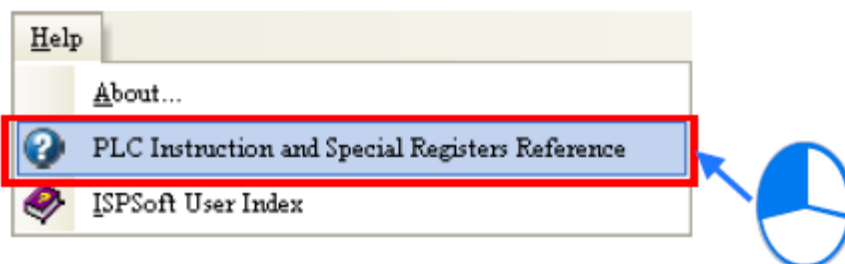 Help
About...
PLC Instruction and Special Registers Reference
ISPSoft User Index